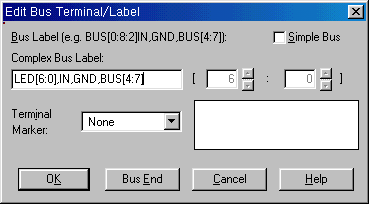 Edit Bus Terminal/Label
Bus Label (e.g. BUS[0:8:2]IN,GND,BUS[4:7]):
Simple Bus
Complex Bus Label:
LED[6:0],IN,GND,BUS[4:7] [ 6 : 0 ]
Terminal Marker: None
OK Bus End Cancel Help